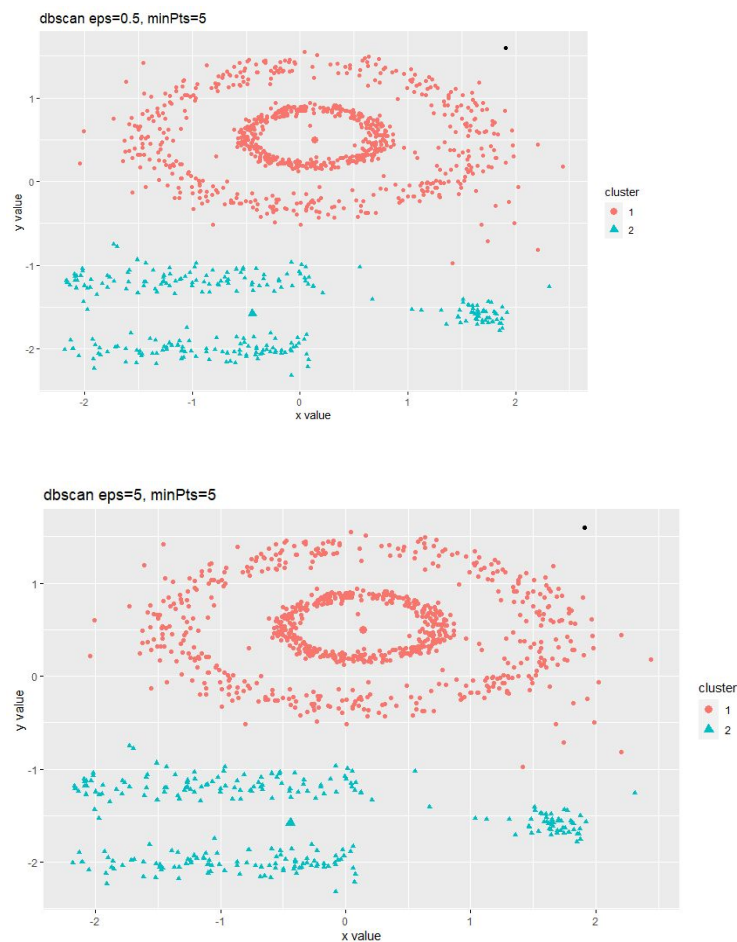 dbscan eps=0.5, minPts=5
y value
1
0
-1
-2
-2
-1
0
1
2
x value
cluster
1
2
dbscan eps=5, minPts=5
y value
1
0
-1
-2
-2
-1
0
1
2
x value
cluster
1
2